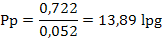 Pp = 0,722/0,052 = 13,89 lpg